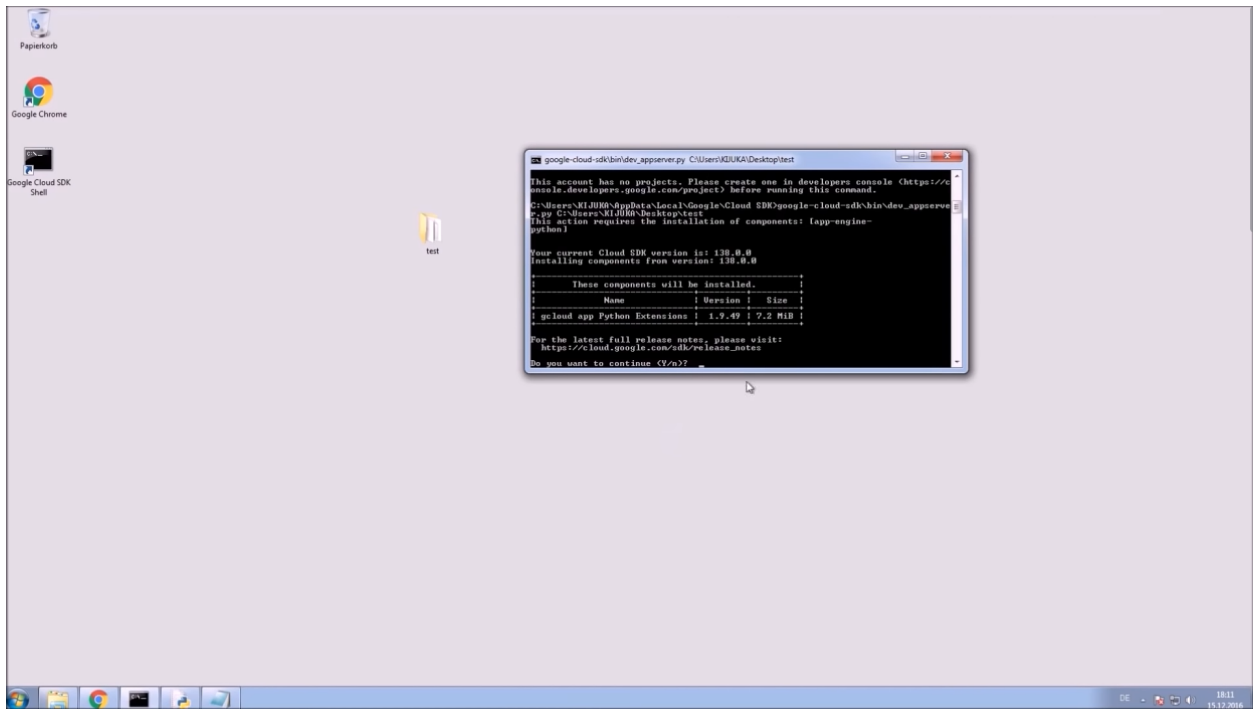 Papierkorb
Google Chrome
Google Cloud SDK
Shell
test
google-cloud-sdk\bin\dev_appserver.py C:\Users\KIJUKA\Desktop\test
This account has no projects. Please create one in developers console <https://c
onsole.developers.google.com/project> before running this command.
C:\Users\KIJUKA\AppData\Local\Google\Cloud SDK>google-cloud-sdk\bin\dev_appserve
r.py C:\Users\KIJUKA\Desktop\test
This action requires the installation of components: [app-engine-
python]
Your current Cloud SDK version is: 138.0.0
Installing components from version: 138.0.0
These components will be installed.
Name | Version | Size
gcloud app Python Extensions | 1.9.49 | 7.2 MiB
For the latest full release notes, please visit:
https://cloud.google.com/sdk/release_notes
Do you want to continue (Y/n)? _
DE
18:11
15.12.2016